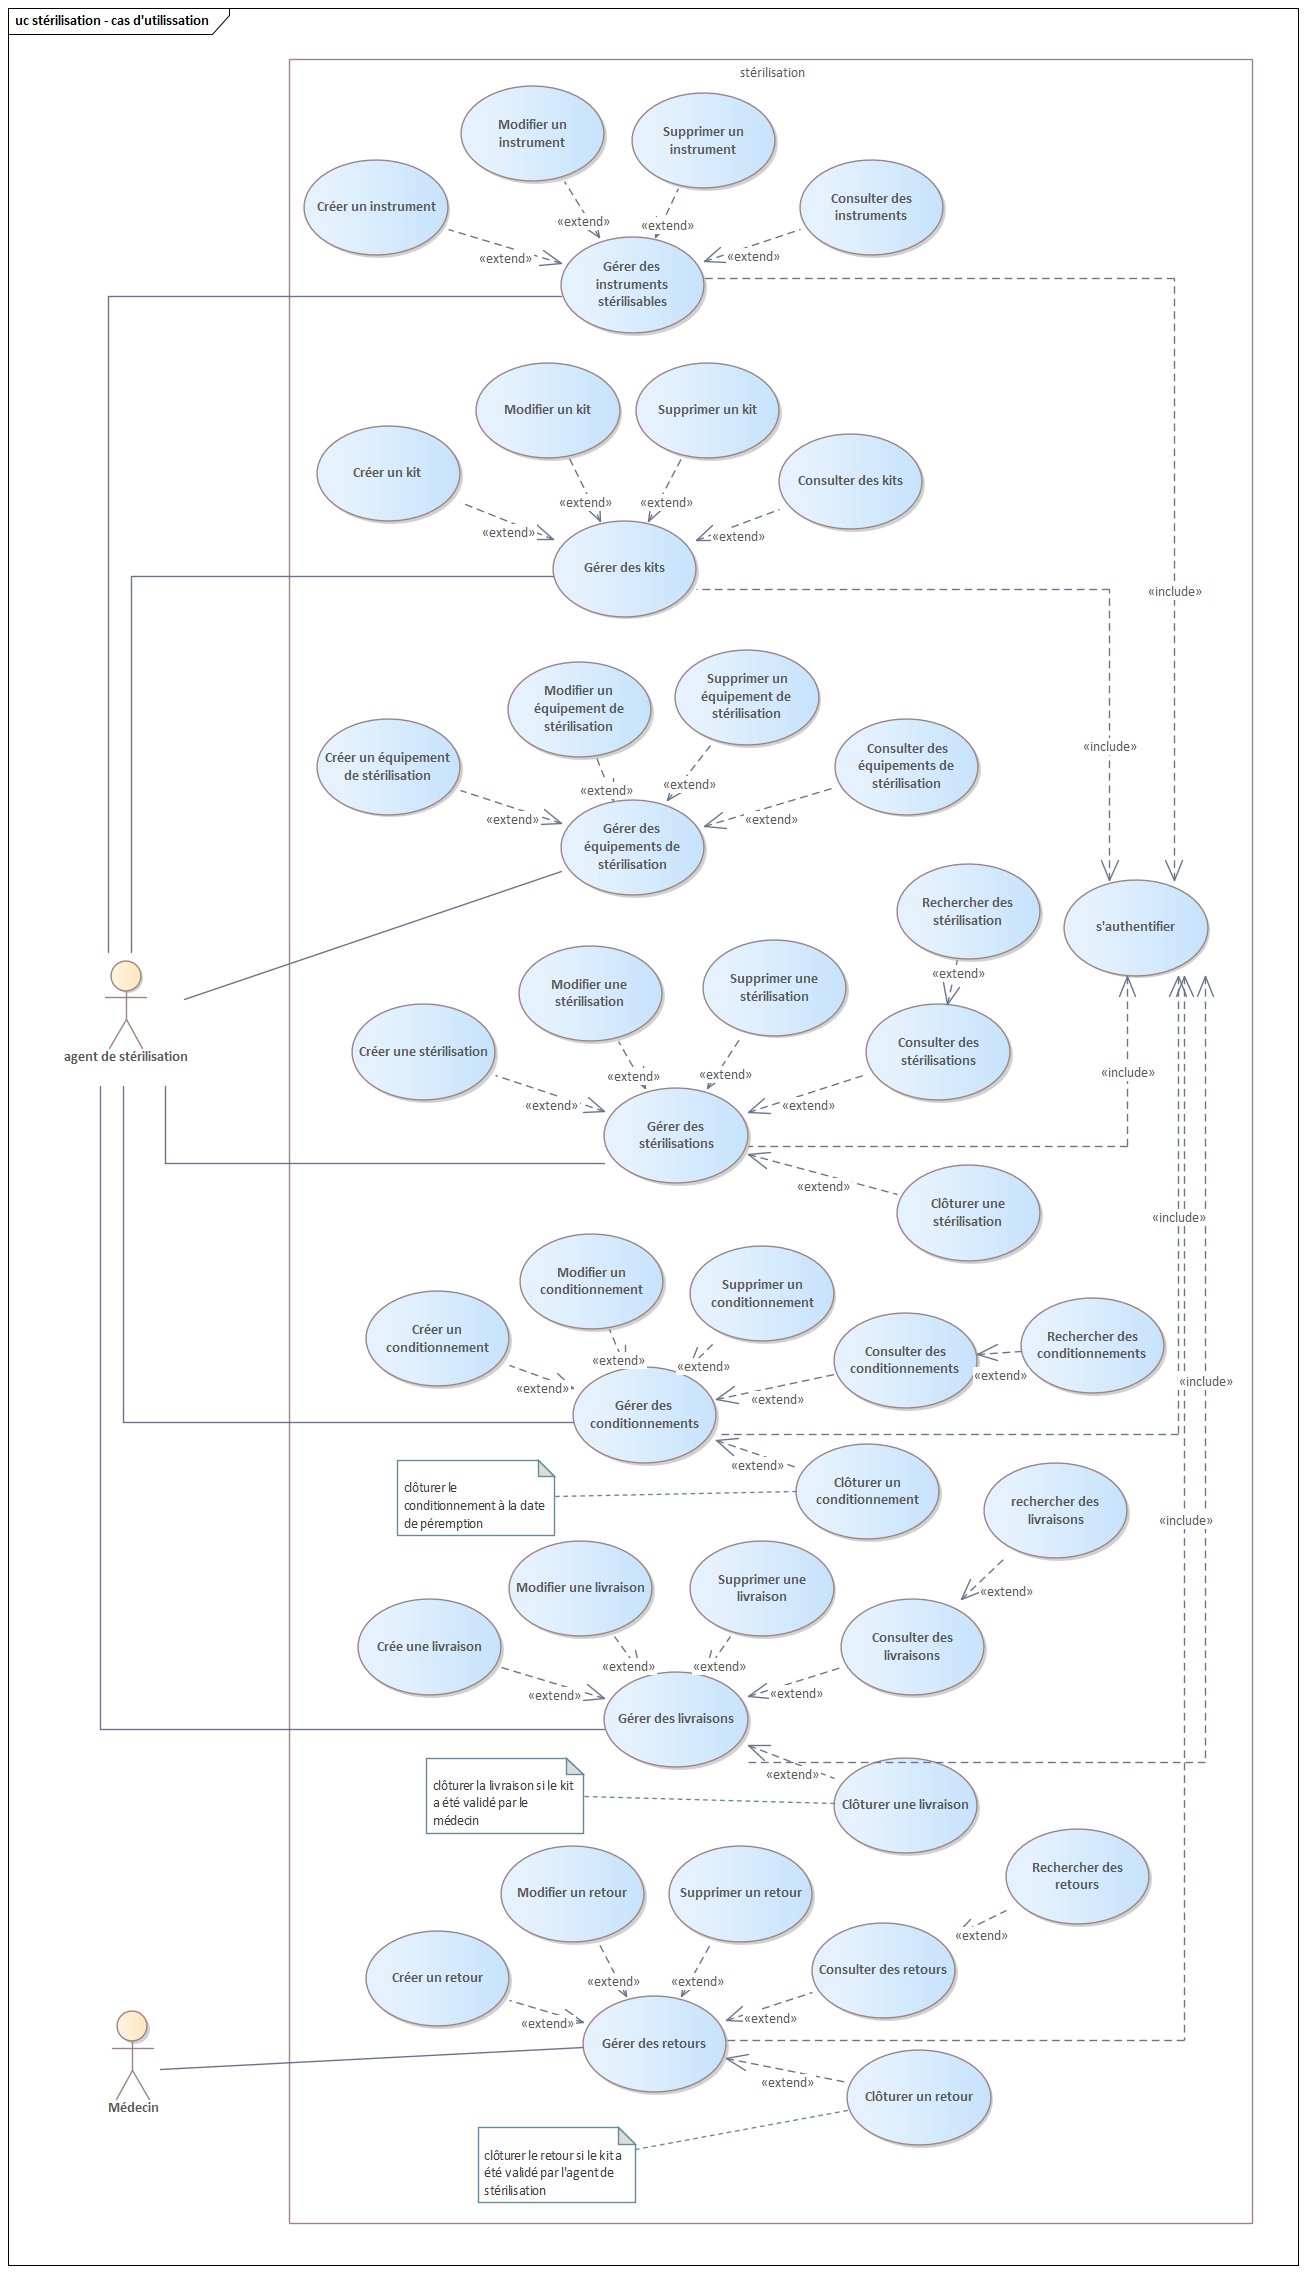 uc stérilisation - cas d'utilissation
stérilisation
Modifier un
instrument
Supprimer un
instrument
Créer un instrument
Consulter des
instruments
«extend»
«extend»
«extend»
«extend»
Gérer des
instruments
stérilisables
Modifier un kit
Supprimer un kit
Créer un kit
Consulter des kits
«extend»
«extend»
«extend»
«extend»
Gérer des kits
«include»
Modifier un
équipement de
stérilisation
Supprimer un
équipement de
stérilisation
Créer un équipement
de stérilisation
Consulter des
équipements de
stérilisation
«include»
«extend»
«extend»
«extend»
«extend»
Gérer des
équipements de
stérilisation
Rechercher des
stérilisation
s'authentifier
«extend»
Modifier une
stérilisation
Supprimer une
stérilisation
agent de stérilisation
Créer une stérilisation
Consulter des
stérilisations
«include»
«extend»
«extend»
«extend»
«extend»
Gérer des
stérilisations
«extend»
Clôturer une
stérilisation
«include»
Modifier un
conditionnement
Supprimer un
conditionnement
Créer un
conditionnement
Consulter des
conditionnements
Rechercher des
conditionnements
«extend»
«extend»
«extend»
«extend»
«extend»
«include»
Gérer des
conditionnements
«extend»
Clôturer un
conditionnement
clôturer le
conditionnement à la date
de péremption
rechercher des
livraisons
«include»
Modifier une livraison
Supprimer une
livraison
«extend»
Crée une livraison
Consulter des
livraisons
«extend»
«extend»
«extend»
«extend»
Gérer des livraisons
«extend»
Clôturer une livraison
clôturer la livraison si le kit
a été validé par le
médecin
Modifier un retour
Supprimer un retour
Rechercher des
retours
«extend»
Créer un retour
Consulter des retours
«extend»
«extend»
«extend»
«extend»
Gérer des retours
«extend»
Clôturer un retour
Médecin
clôturer le retour si le kit a
été validé par l'agent de
stérilisation